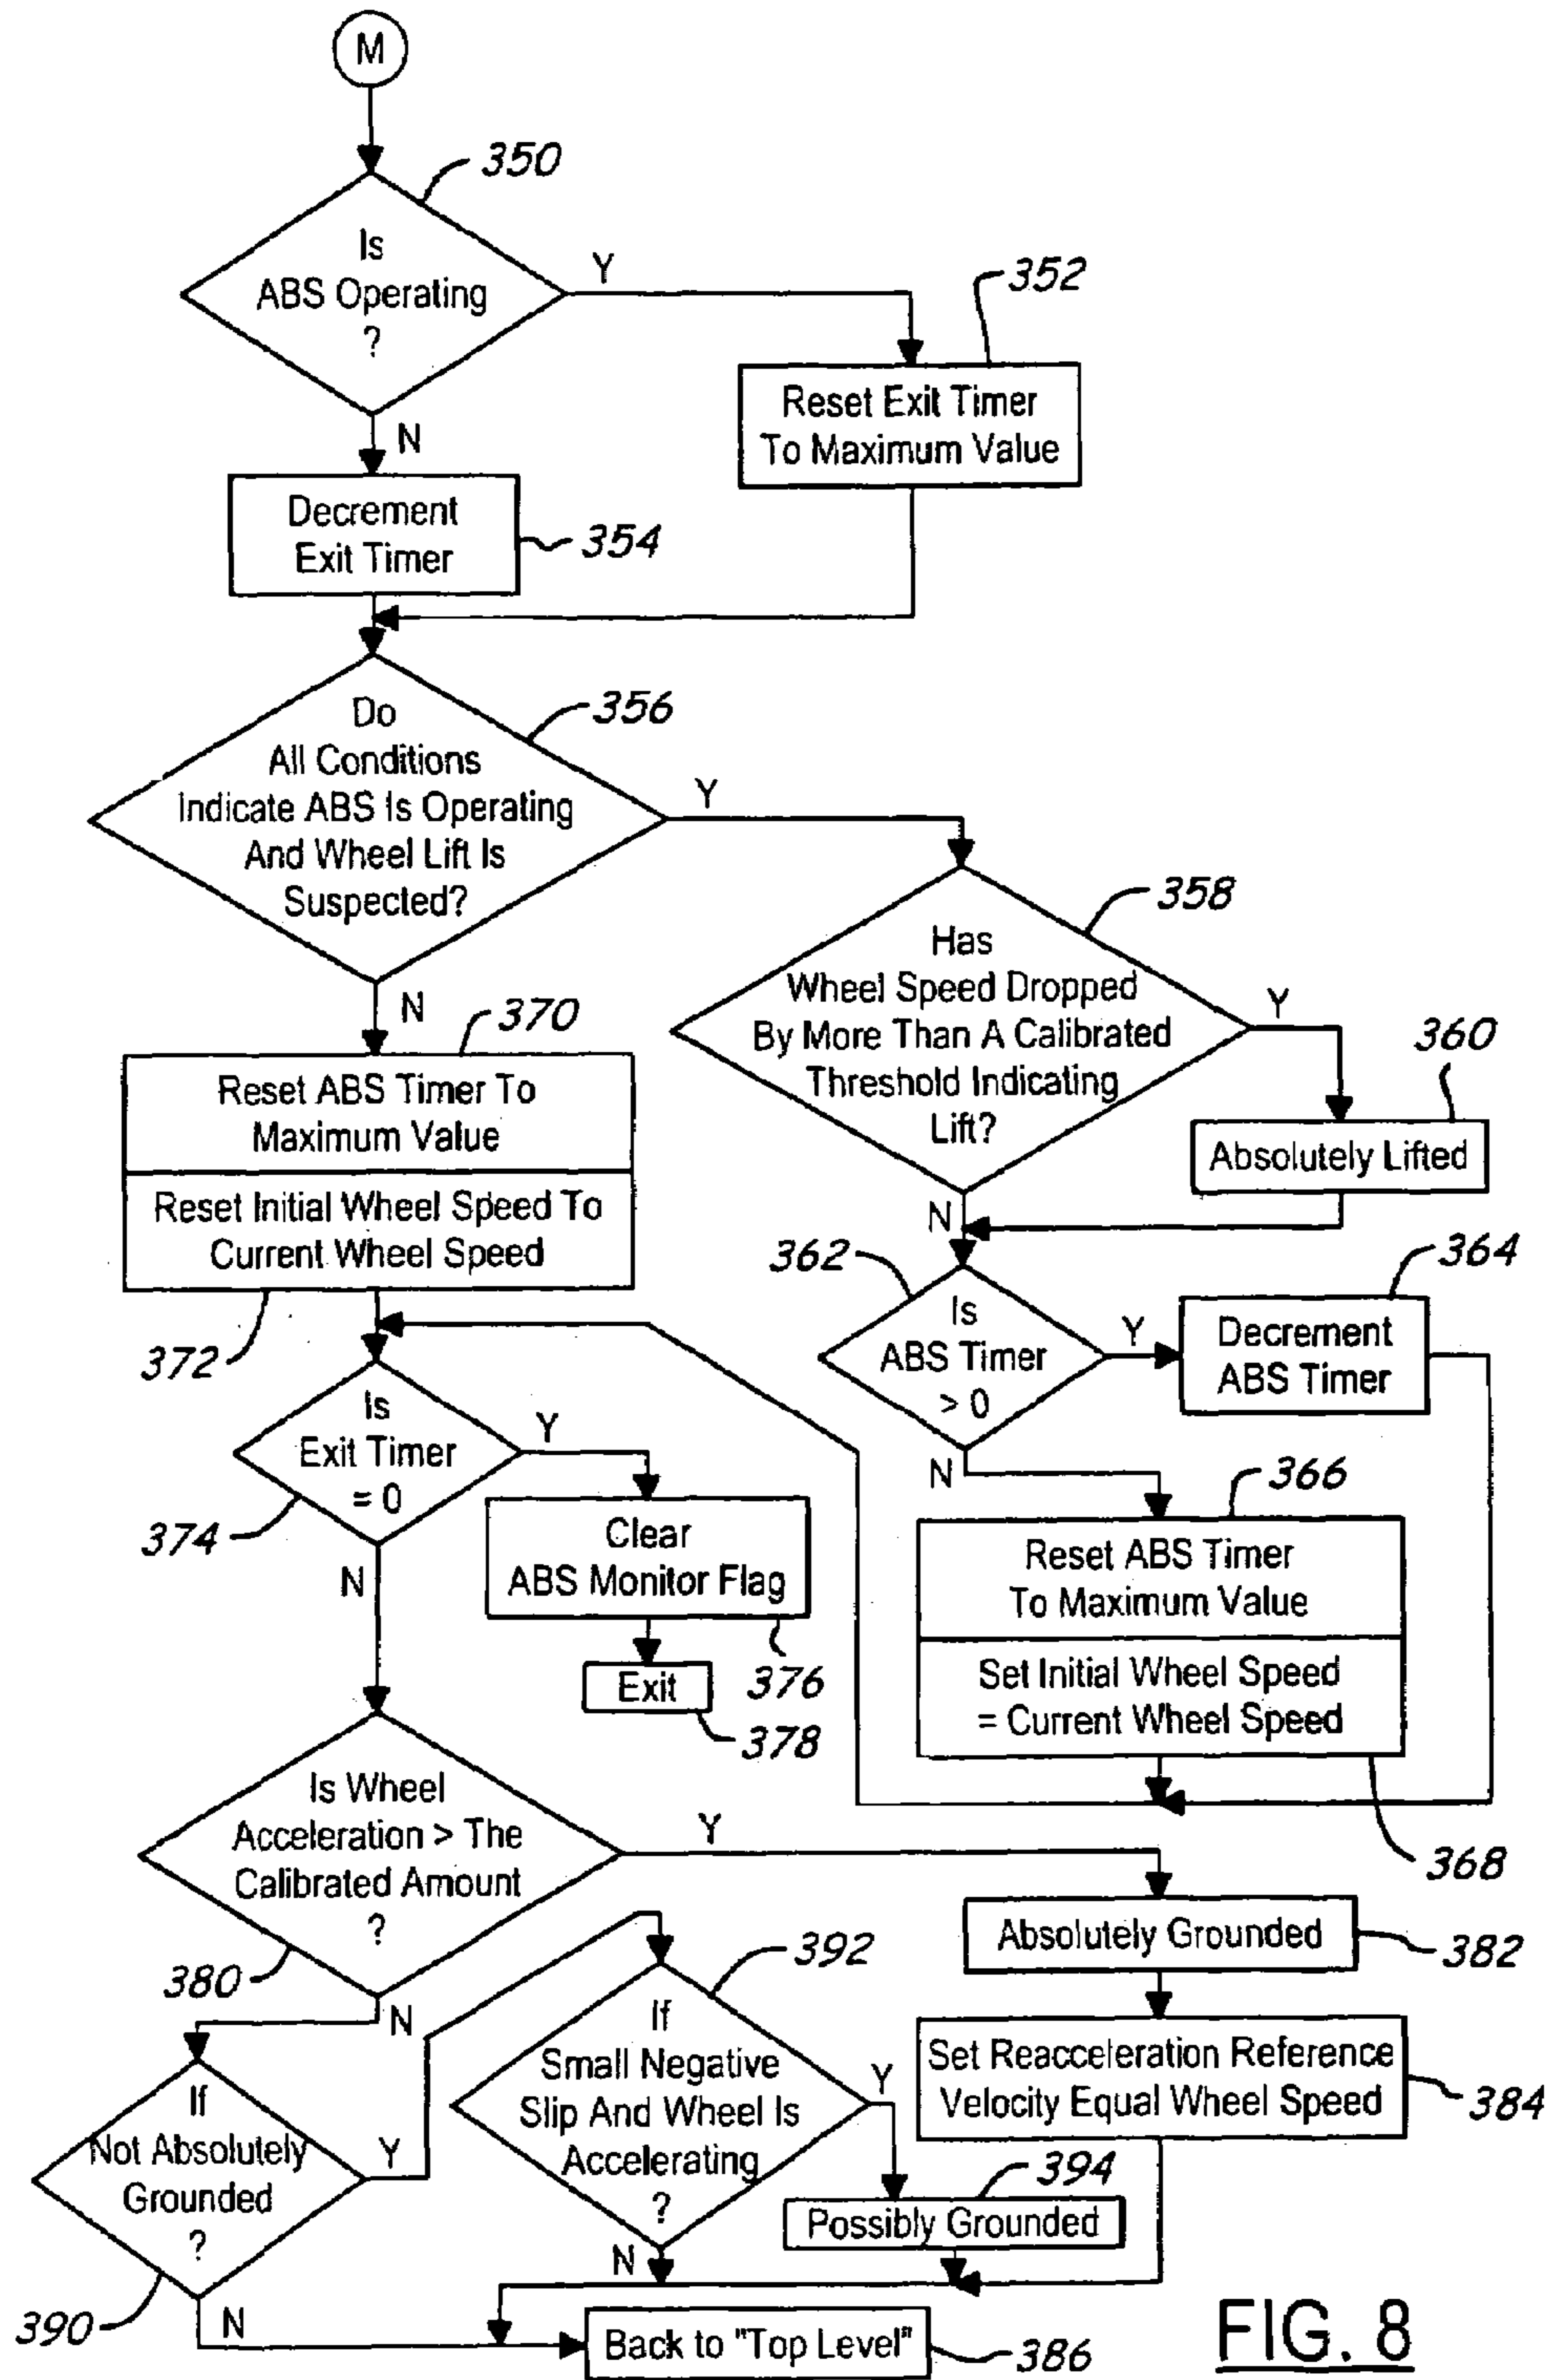 M
350
Is
ABS Operating
?
Y
352
Reset Exit Timer
To Maximum Value
N
Decrement
Exit Timer
354
Do
All Conditions
Indicate ABS Is Operating
And Wheel Lift Is
Suspected?
356
Y
358
Has
Wheel Speed Dropped
By More Than A Calibrated
Threshold Indicating
Lift?
Y
360
Absolutely Lifted
N
370
Reset ABS Timer To
Maximum Value
Reset Initial Wheel Speed To
Current Wheel Speed
372
N
362
Is
ABS Timer
> 0
Y
364
Decrement
ABS Timer
N
366
Reset ABS Timer
To Maximum Value
Set Initial Wheel Speed
= Current Wheel Speed
368
Is
Exit Timer
= 0
374
Y
Clear
ABS Monitor Flag
376
Exit
378
N
Is Wheel
Acceleration > The
Calibrated Amount
?
380
Y
Absolutely Grounded
382
Set Reacceleration Reference
Velocity Equal Wheel Speed
384
N
If
Not Absolutely
Grounded
?
390
Y
392
If
Small Negative
Slip And Wheel Is
Accelerating
?
Y
394
Possibly Grounded
N
N
Back to "Top Level"
386
FIG. 8